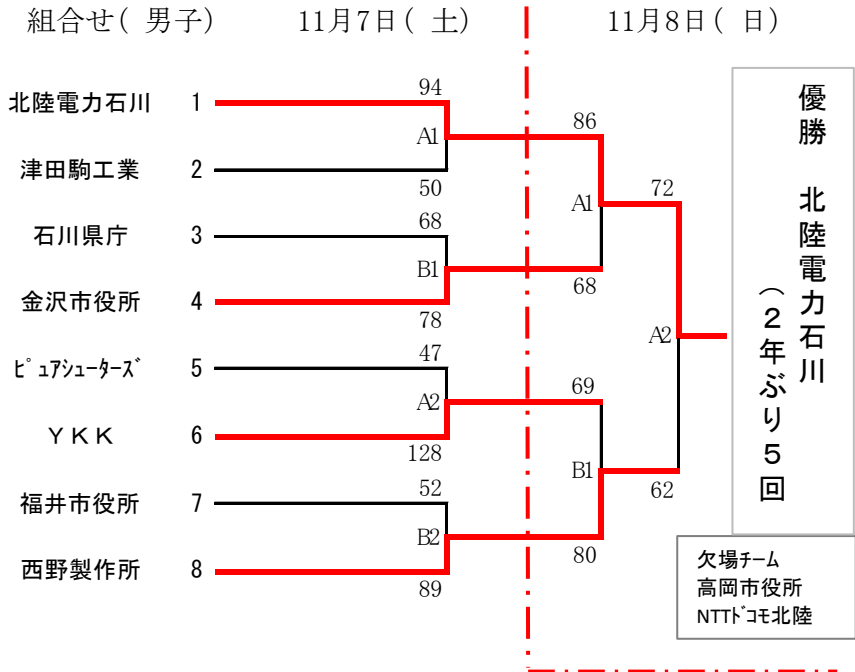 組合せ( 男子)
11月7日( 土)
11月8日( 日)
北陸電力石川 1
津田駒工業 2
石川県庁 3
金沢市役所 4
ﾋﾟｭｱｼｭｰﾀｰｽﾞ 5
ＹＫＫ 6
福井市役所 7
西野製作所 8
94
A1
50
68
B1
78
47
A2
128
52
B2
89
86
A1
68
69
B1
80
72
A2
62
優勝 北陸電力石川
（２年ぶり５回
欠場チーム
高岡市役所
NTTﾄﾞｺﾓ北陸